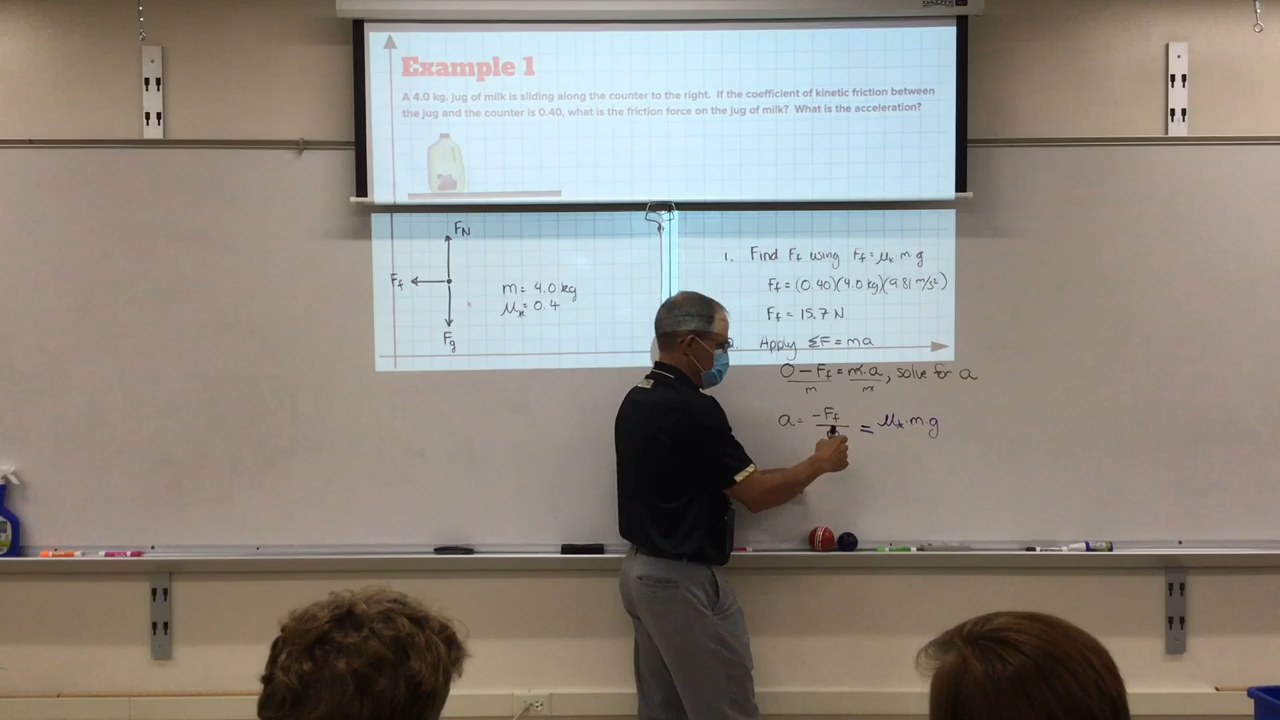 Example 1
A 4.0 kg. jug of milk is sliding along the counter to the right. If the coefficient of kinetic friction between
the jug and the counter is 0.40, what is the friction force on the jug of milk? What is the acceleration?
FN
Ff
Fg
m = 4.0 kg
μk = 0.4
1. Find Ff using Ff = μk m·g
Ff = (0.40)(4.0 kg)(9.81 m/s²)
Ff = 15.7 N
2. Apply ΣF = ma
0 - Ff = m·a, solve for a
m m
a = -Ff = μk·m·g